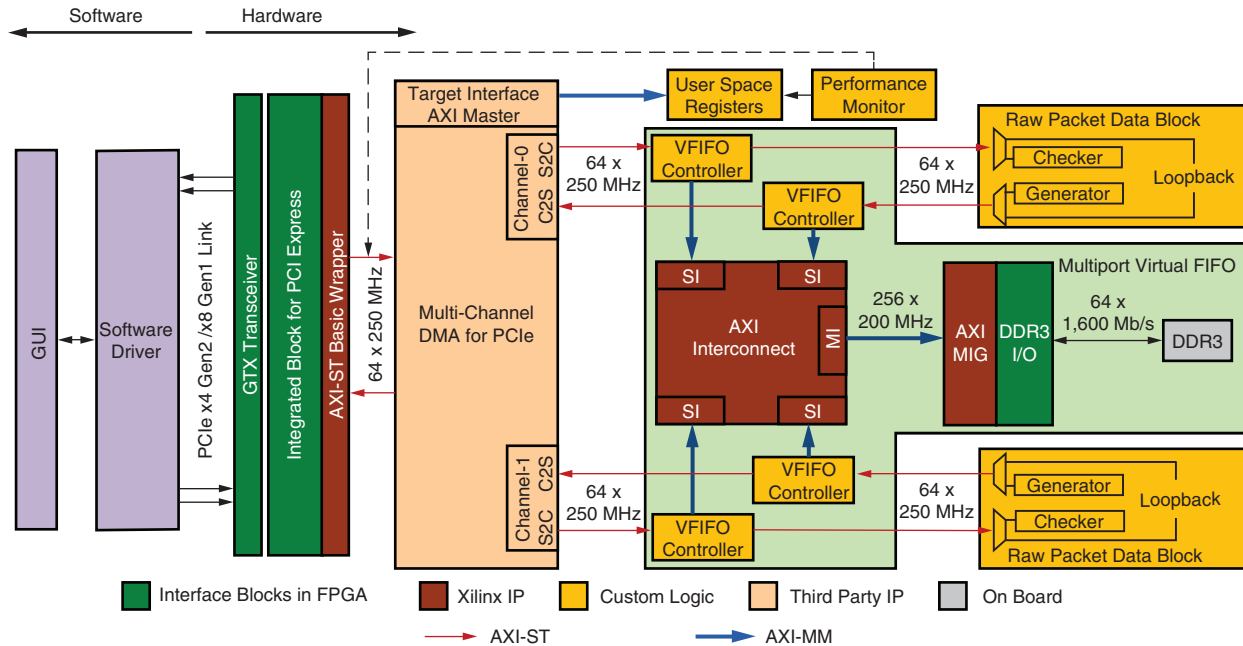 Software
Hardware
GUI
Software
Driver
PCIe x4 Gen2 /x8 Gen1 Link
GTX Transceiver
Integrated Block for PCI Express
AXI-ST Basic Wrapper
64 x 250 MHz
Target Interface
AXI Master
Multi-Channel
DMA for PCIe
Channel-0
C2S S2C
Channel-1
S2C C2S
User Space
Registers
Performance
Monitor
64 x
250 MHz
VFIFO
Controller
VFIFO
Controller
64 x
250 MHz
Raw Packet Data Block
Checker
Generator
Loopback
Multiport Virtual FIFO
SI
SI
AXI
Interconnect
MI
SI
SI
256 x
200 MHz
AXI
MIG
DDR3
I/O
64 x
1,600 Mb/s
DDR3
64 x
250 MHz
VFIFO
Controller
VFIFO
Controller
64 x
250 MHz
Generator
Checker
Loopback
Raw Packet Data Block
Interface Blocks in FPGA
Xilinx IP
Custom Logic
Third Party IP
On Board
AXI-ST
AXI-MM